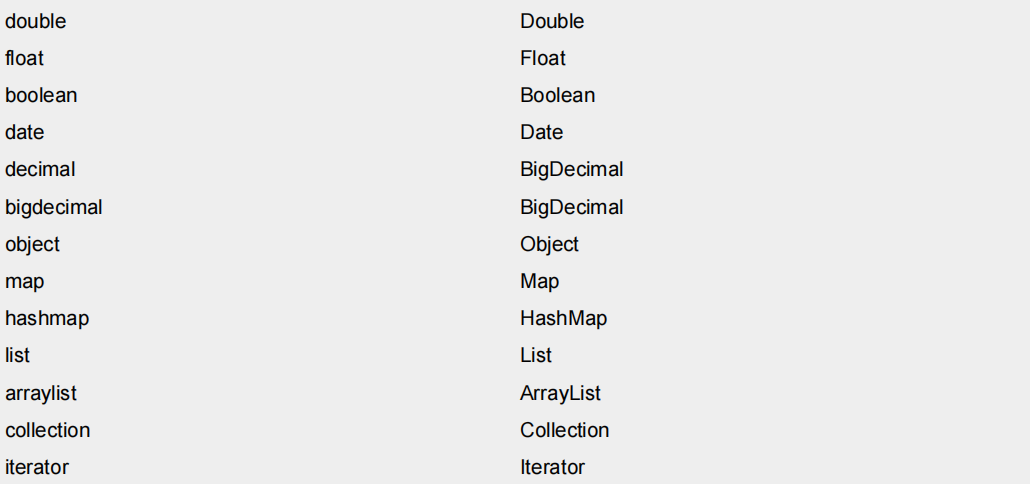 double Double
float Float
boolean Boolean
date Date
decimal BigDecimal
bigdecimal BigDecimal
object Object
map Map
hashmap HashMap
list List
arraylist ArrayList
collection Collection
iterator Iterator